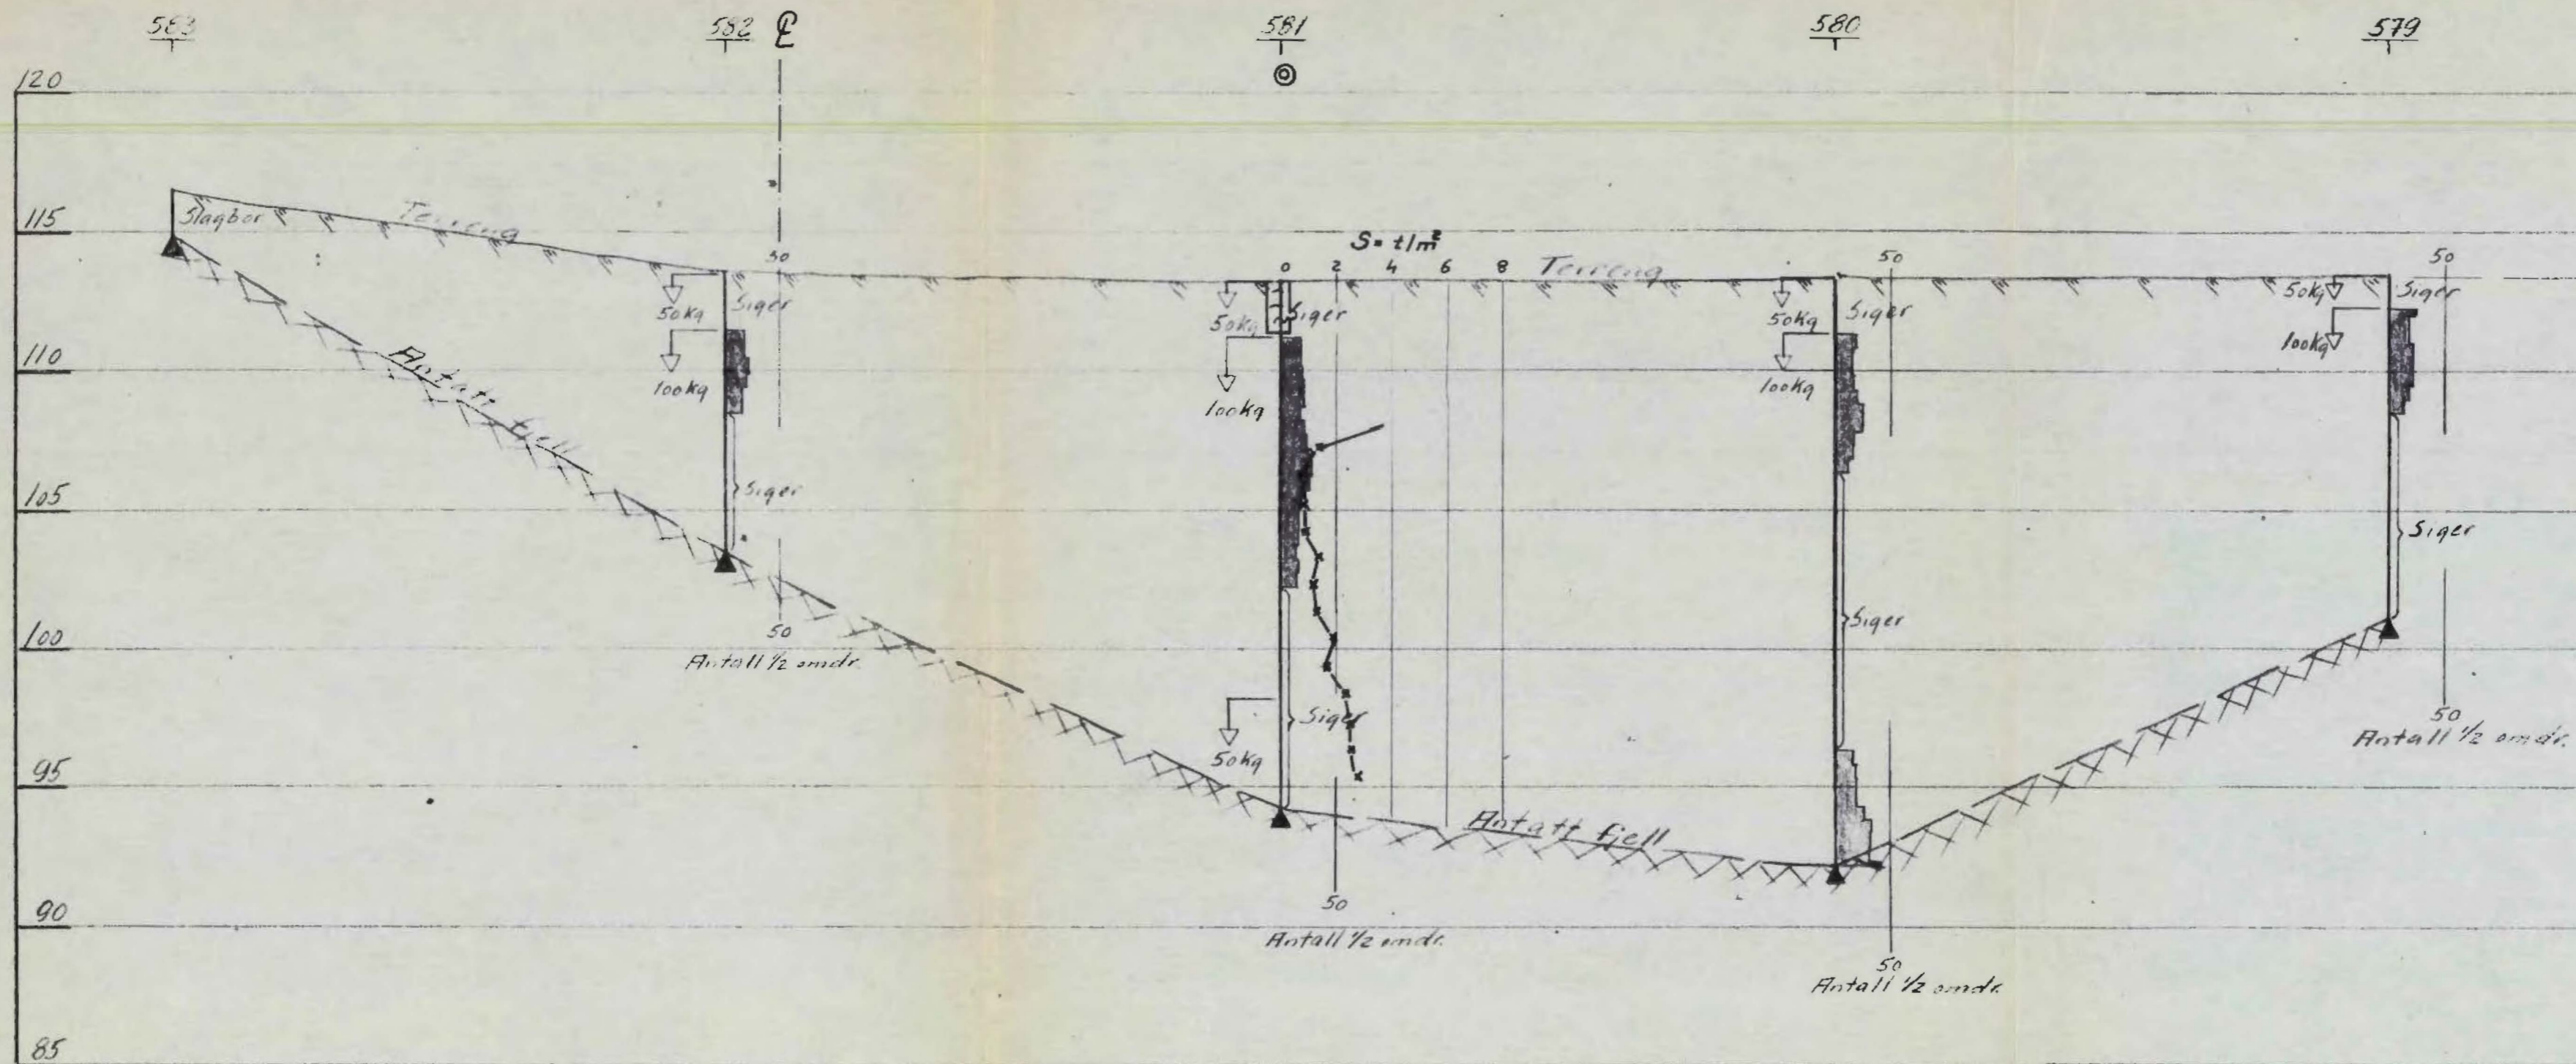 583
582
581
580
579
120
115
110
105
100
95
90
85
Slagbor
Terreng
Antatt fjell
50
50kg
Siger
100kg
Siger
50
Antall 1/2 omdr.
S= t/m²
0 2 4 6 8
Terreng
50kg
Siger
100kg
Siger
50kg
50
Antall 1/2 omdr.
Antatt fjell
50
50kg
Siger
100kg
Siger
50
Antall 1/2 omdr.
50
50kg
Siger
100kg
Siger
50
Antall 1/2 omdr.